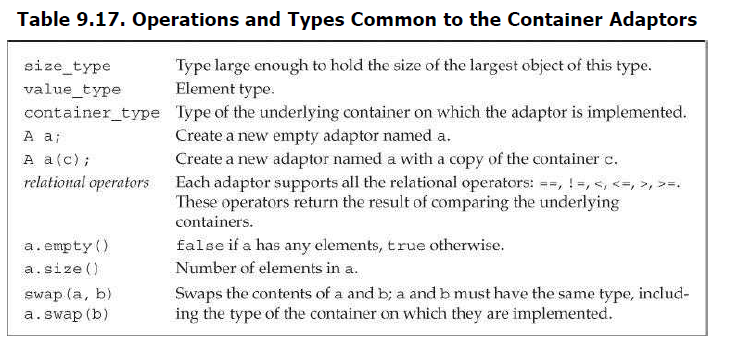 Table 9.17. Operations and Types Common to the Container Adaptors
size_type Type large enough to hold the size of the largest object of this type.
value_type Element type.
container_type Type of the underlying container on which the adaptor is implemented.
A a; Create a new empty adaptor named a.
A a(c); Create a new adaptor named a with a copy of the container c.
relational operators Each adaptor supports all the relational operators: ==, !=, <, <=, >, >=.
These operators return the result of comparing the underlying
containers.
a.empty() false if a has any elements, true otherwise.
a.size() Number of elements in a.
swap(a, b) Swaps the contents of a and b; a and b must have the same type, includ-
a.swap(b) ing the type of the container on which they are implemented.